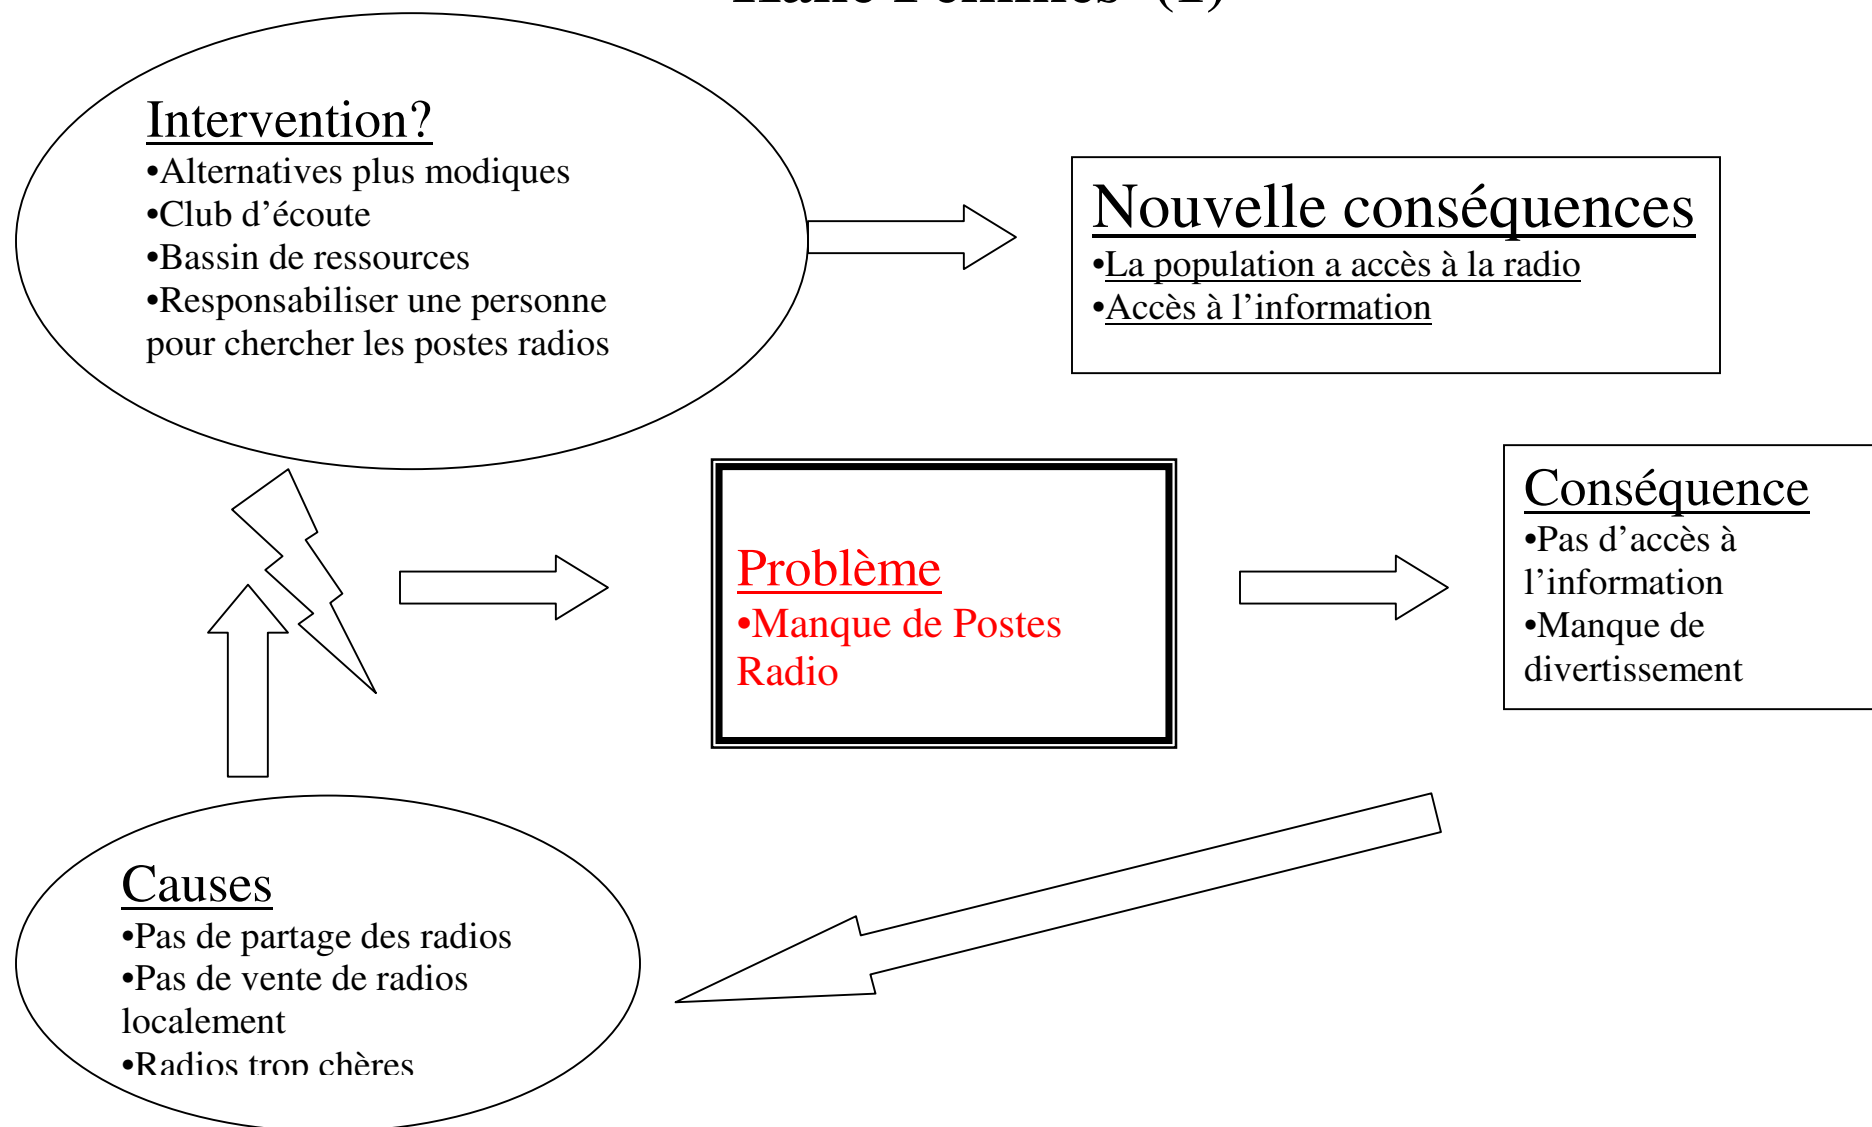 (1)
Intervention?
•Alternatives plus modiques
•Club d’écoute
•Bassin de ressources
•Responsabiliser une personne
pour chercher les postes radios
Nouvelle conséquences
•La population a accès à la radio
•Accès à l’information
Problème
•Manque de Postes
Radio
Conséquence
•Pas d’accès à
l’information
•Manque de
divertissement
Causes
•Pas de partage des radios
•Pas de vente de radios
localement
•Radios trop chères